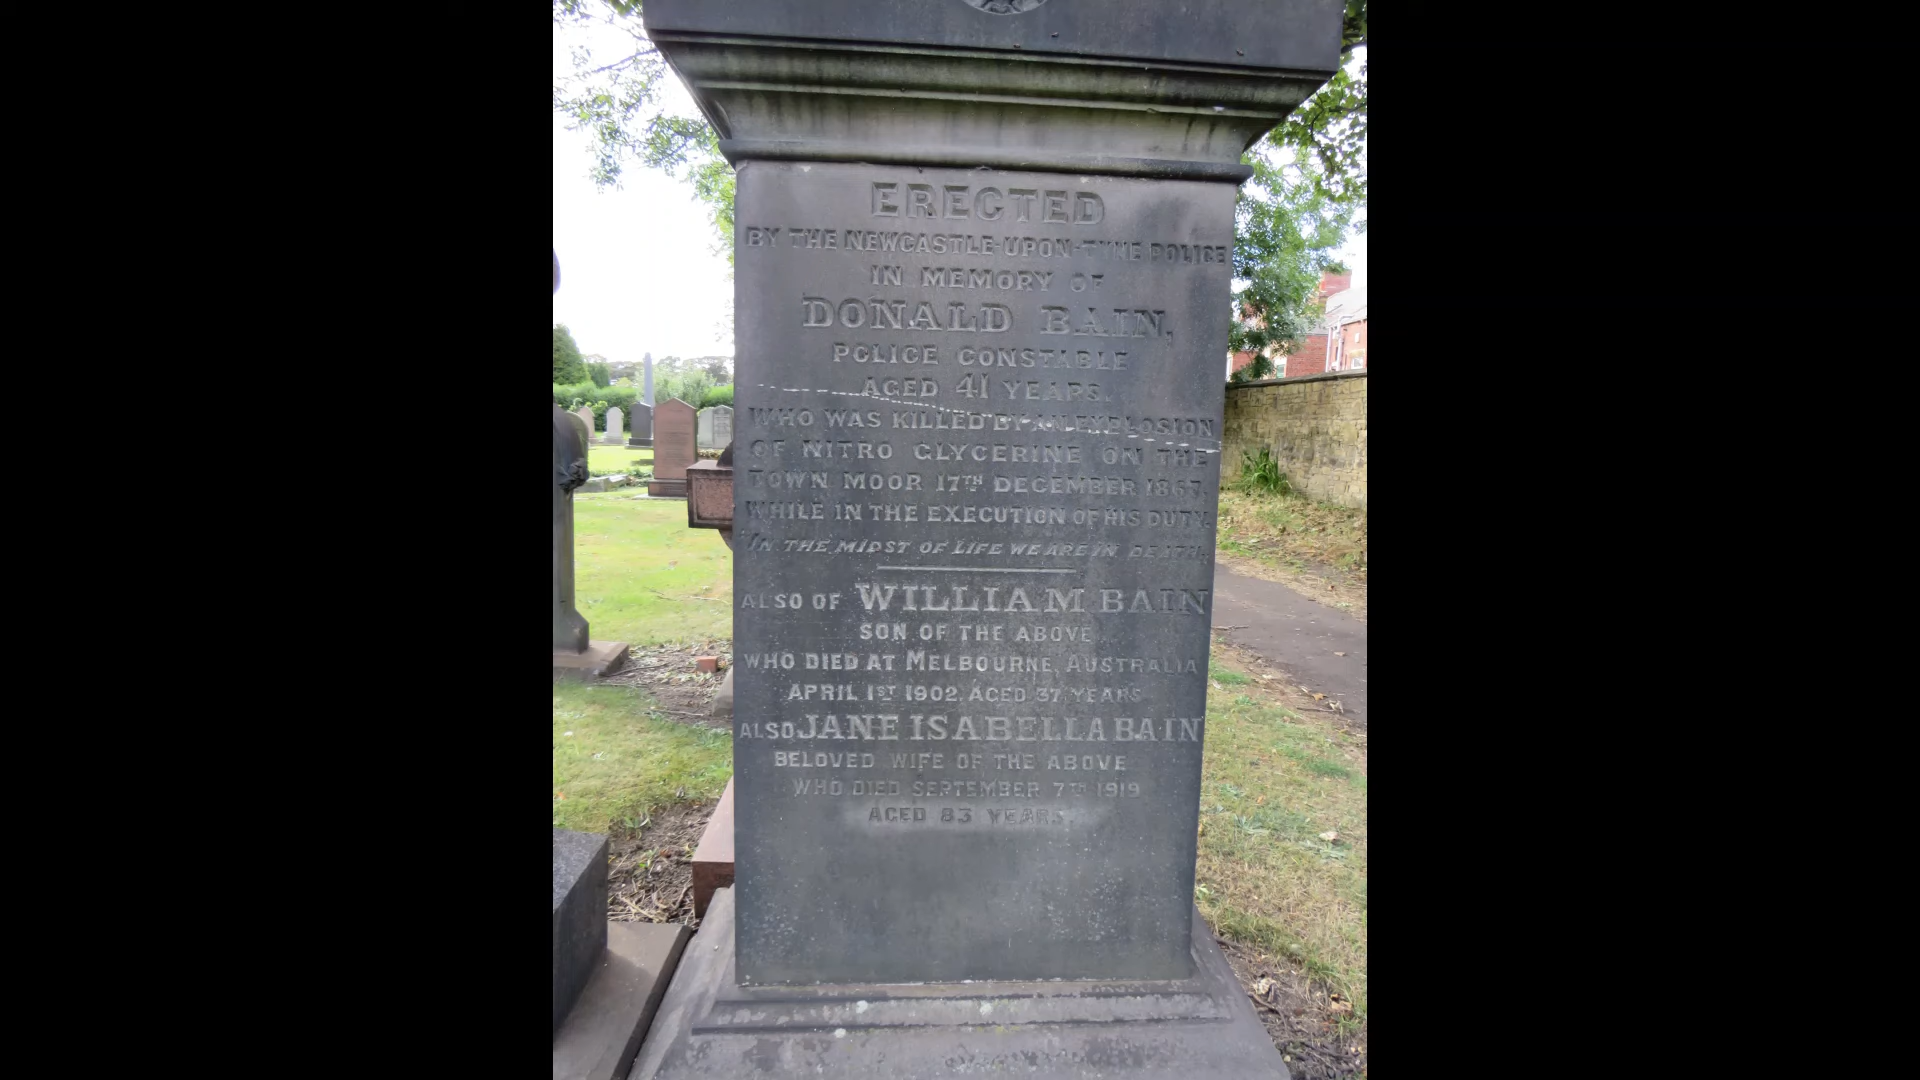 ERECTED
BY THE NEWCASTLE-UPON-TYNE POLICE
IN MEMORY OF
DONALD BAIN,
POLICE CONSTABLE
AGED 41 YEARS.
WHO WAS KILLED BY AN EXPLOSION
OF NITRO GLYCERINE ON THE
TOWN MOOR 17TH DECEMBER 1867,
WHILE IN THE EXECUTION OF HIS DUTY.
IN THE MIDST OF LIFE WE ARE IN DEATH.
ALSO OF WILLIAM BAIN
SON OF THE ABOVE
WHO DIED AT MELBOURNE, AUSTRALIA
APRIL 1ST 1902, AGED 37 YEARS
ALSO JANE ISABELLA BAIN
BELOVED WIFE OF THE ABOVE
WHO DIED SEPTEMBER 7TH 1919
AGED 83 YEARS.